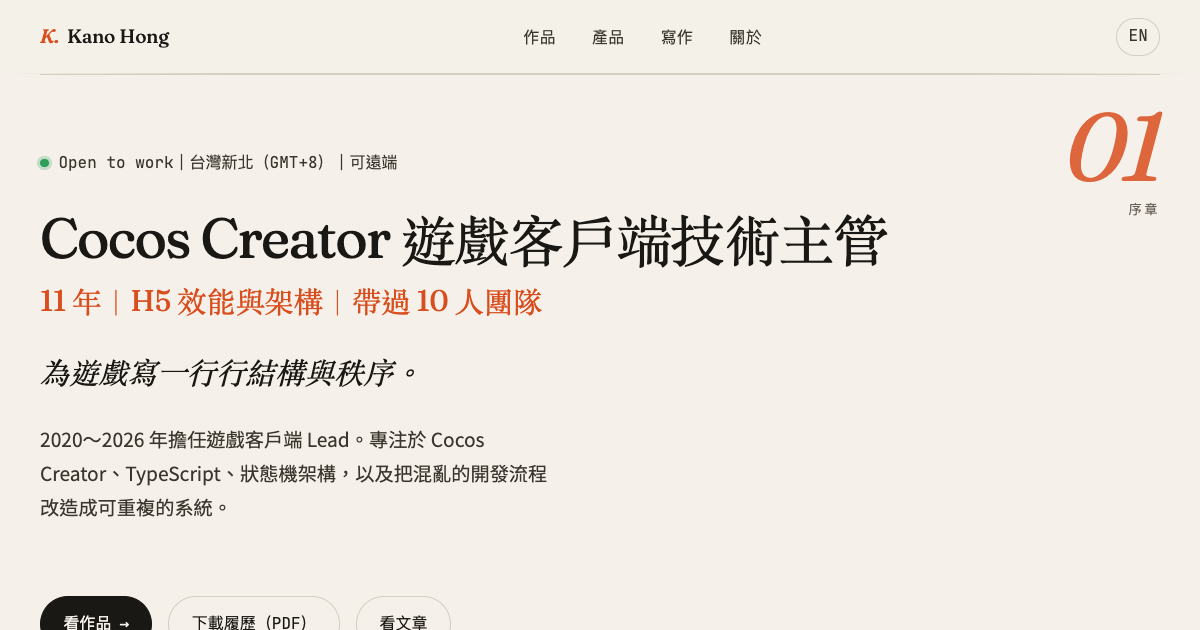 K. Kano Hong
作品 產品 寫作 關於
EN
01
序章
Open to work｜台灣新北（GMT+8）｜可遠端
Cocos Creator 遊戲客戶端技術主管
11 年｜H5 效能與架構｜帶過 10 人團隊
為遊戲寫一行行結構與秩序。
2020～2026 年擔任遊戲客戶端 Lead。專注於 Cocos
Creator、TypeScript、狀態機架構，以及把混亂的開發流程
改造成可重複的系統。
看作品 →
下載履歷（PDF）
看文章